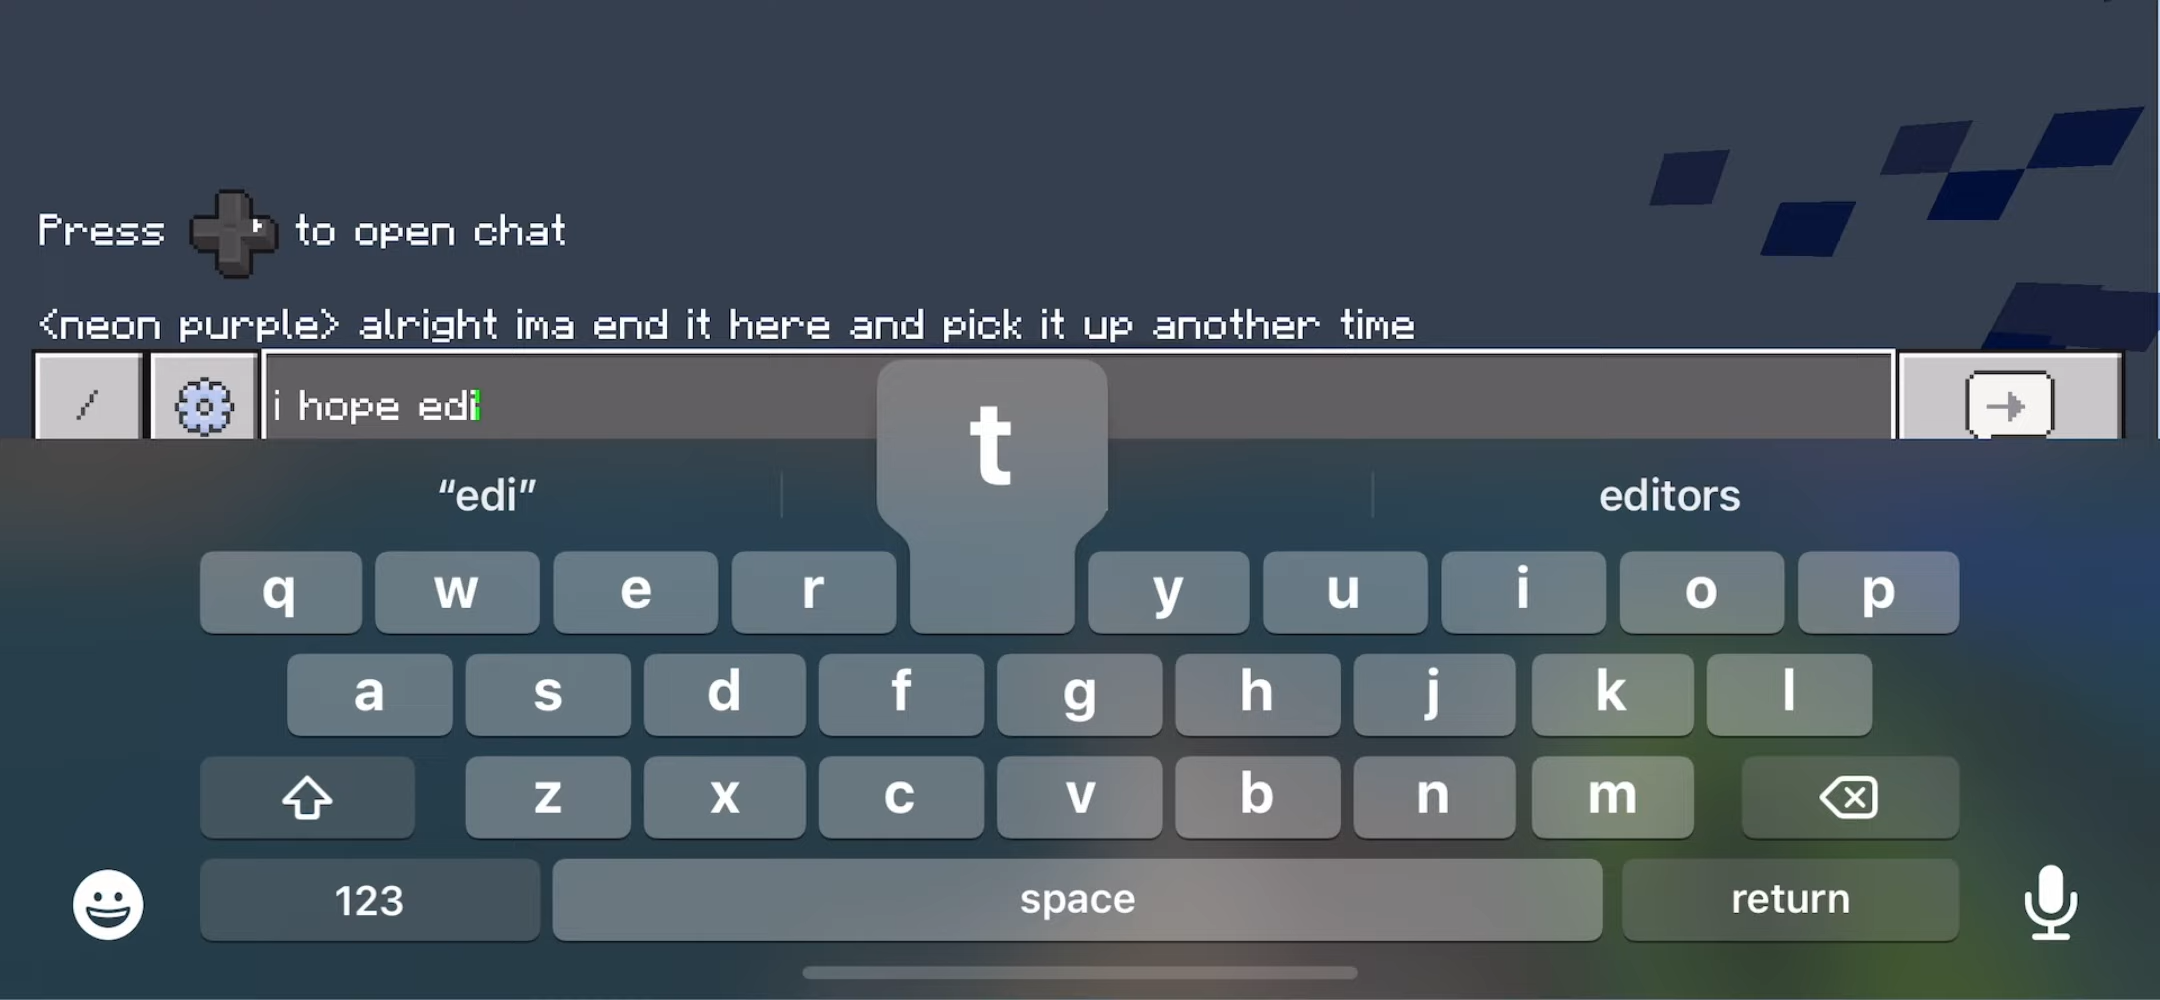 Press to open chat
<neon purple> alright ima end it here and pick it up another time
/
i hope edi
t
“edi” editors
q w e r y u i o p
a s d f g h j k l
z x c v b n m
123 space return